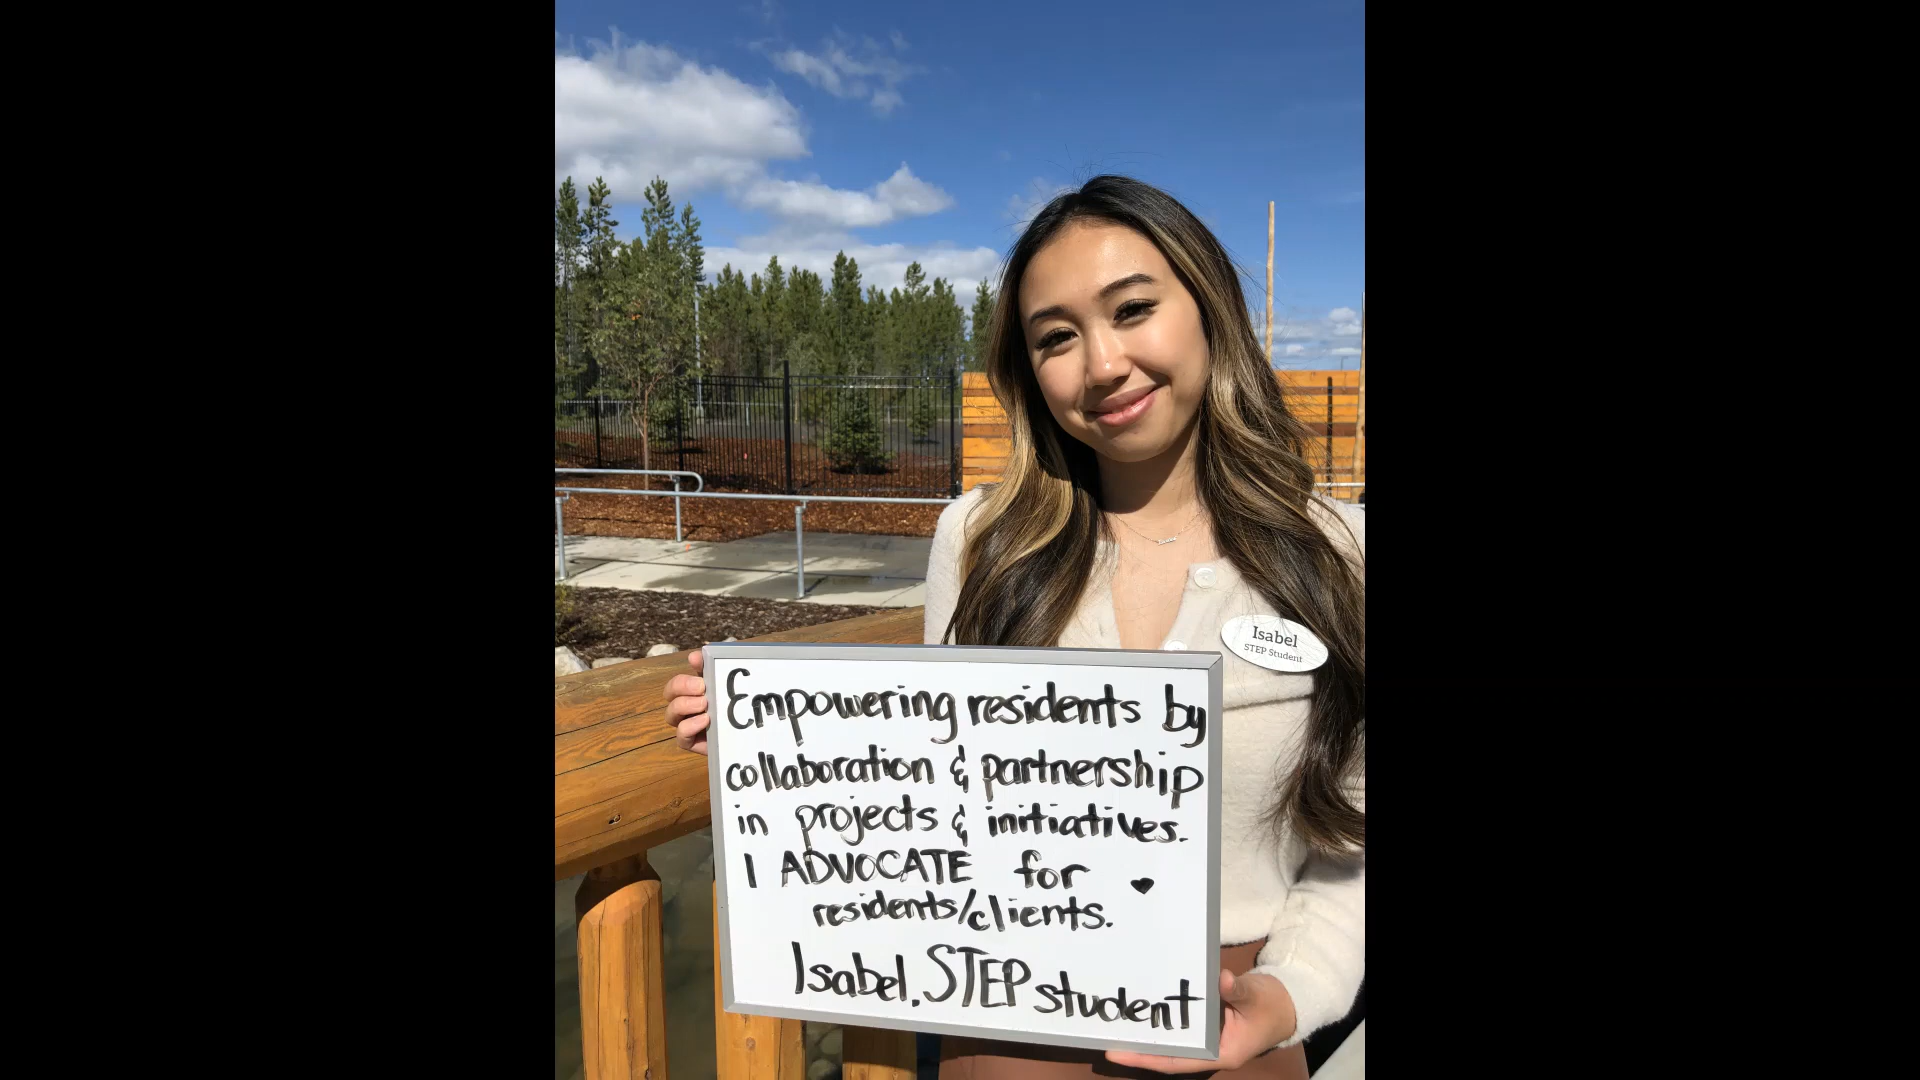 Isabel
STEP Student
Empowering residents by
collaboration & partnership
in projects & initiatives.
I ADVOCATE for ♥
residents/clients.
Isabel, STEP student